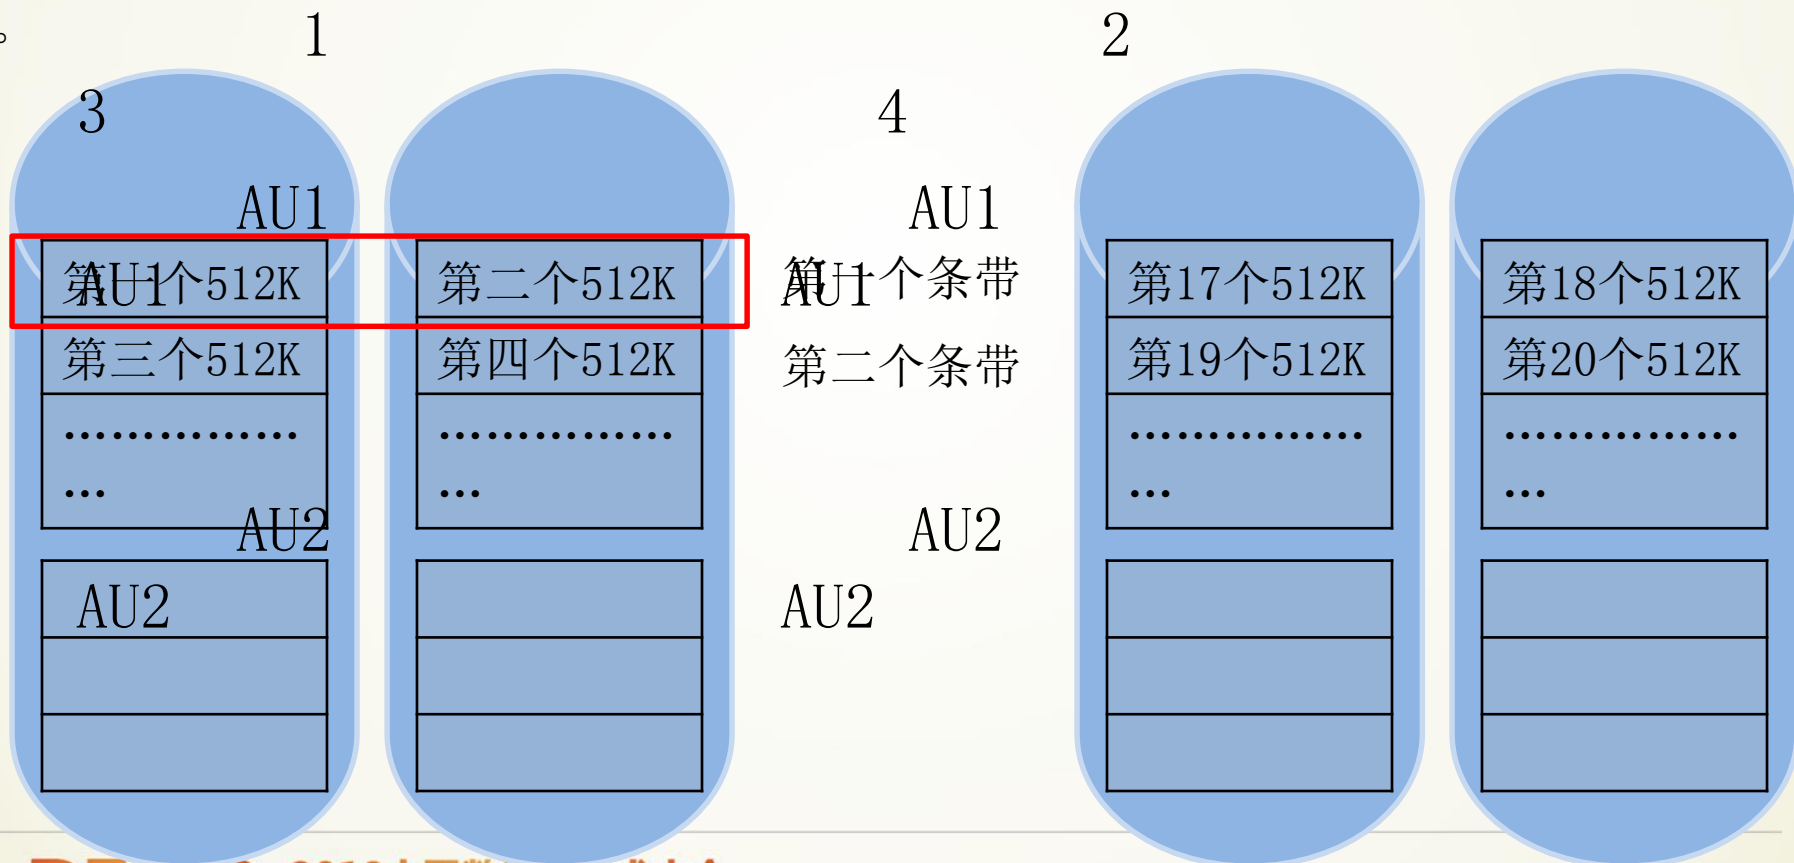 。 1 2
3 4
AU1 AU1
第一个512K 第二个512K 第一个条带 第17个512K 第18个512K
AU1 AU1
第三个512K 第四个512K 第二个条带 第19个512K 第20个512K
…………… …………… …………… ……………
… … … …
AU2 AU2
AU2 AU2